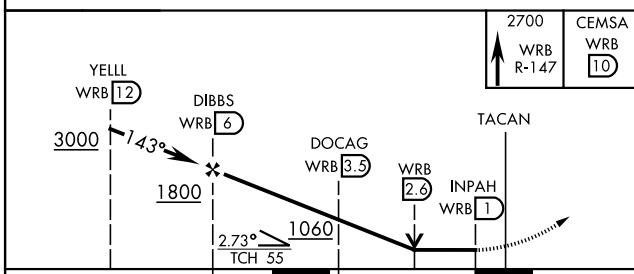 2700
WRB
R-147
CEMSA
WRB
10
YELLL
WRB 12
DIBBS
WRB 6
DOCAG
WRB 3.5
WRB
2.6
TACAN
INPAH
WRB 1
3000
143°
1800
1060
2.73°
TCH 55